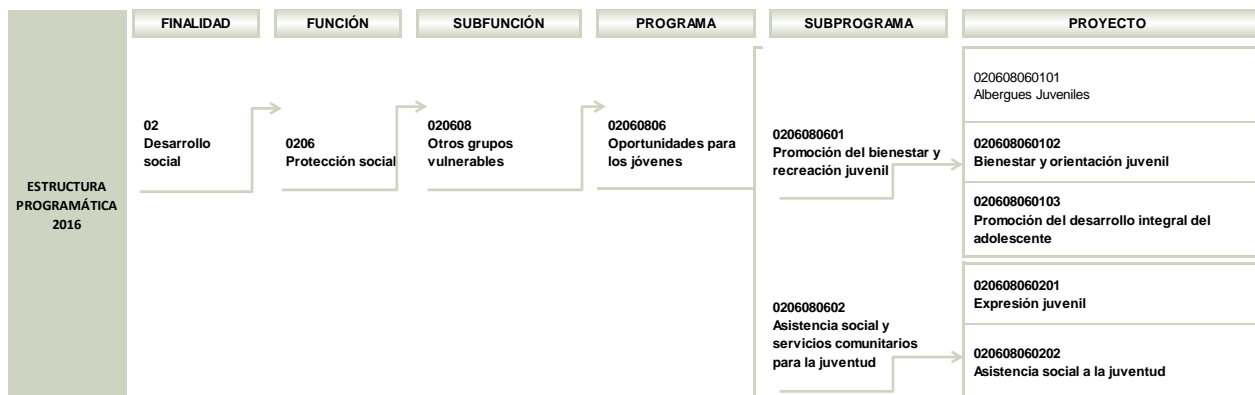 FINALIDAD
FUNCIÓN
SUBFUNCIÓN
PROGRAMA
SUBPROGRAMA
PROYECTO
ESTRUCTURA
PROGRAMÁTICA
2016
02
Desarrollo
social
0206
Protección social
020608
Otros grupos
vulnerables
02060806
Oportunidades para
los jóvenes
0206080601
Promoción del bienestar y
recreación juvenil
020608060101
Albergues Juveniles
020608060102
Bienestar y orientación juvenil
020608060103
Promoción del desarrollo integral del
adolescente
0206080602
Asistencia social y
servicios comunitarios
para la juventud
020608060201
Expresión juvenil
020608060202
Asistencia social a la juventud